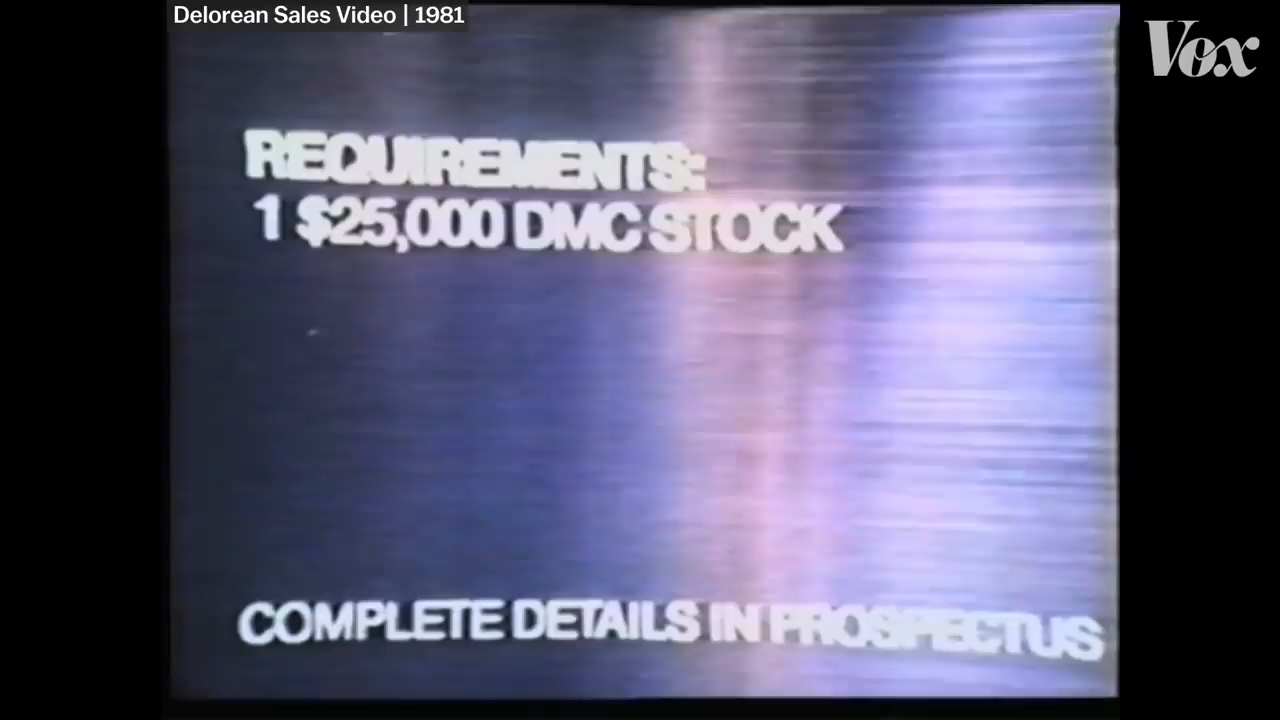 Delorean Sales Video | 1981
Vox
REQUIREMENTS:
1 $25,000 DMC STOCK
COMPLETE DETAILS IN PROSPECTUS